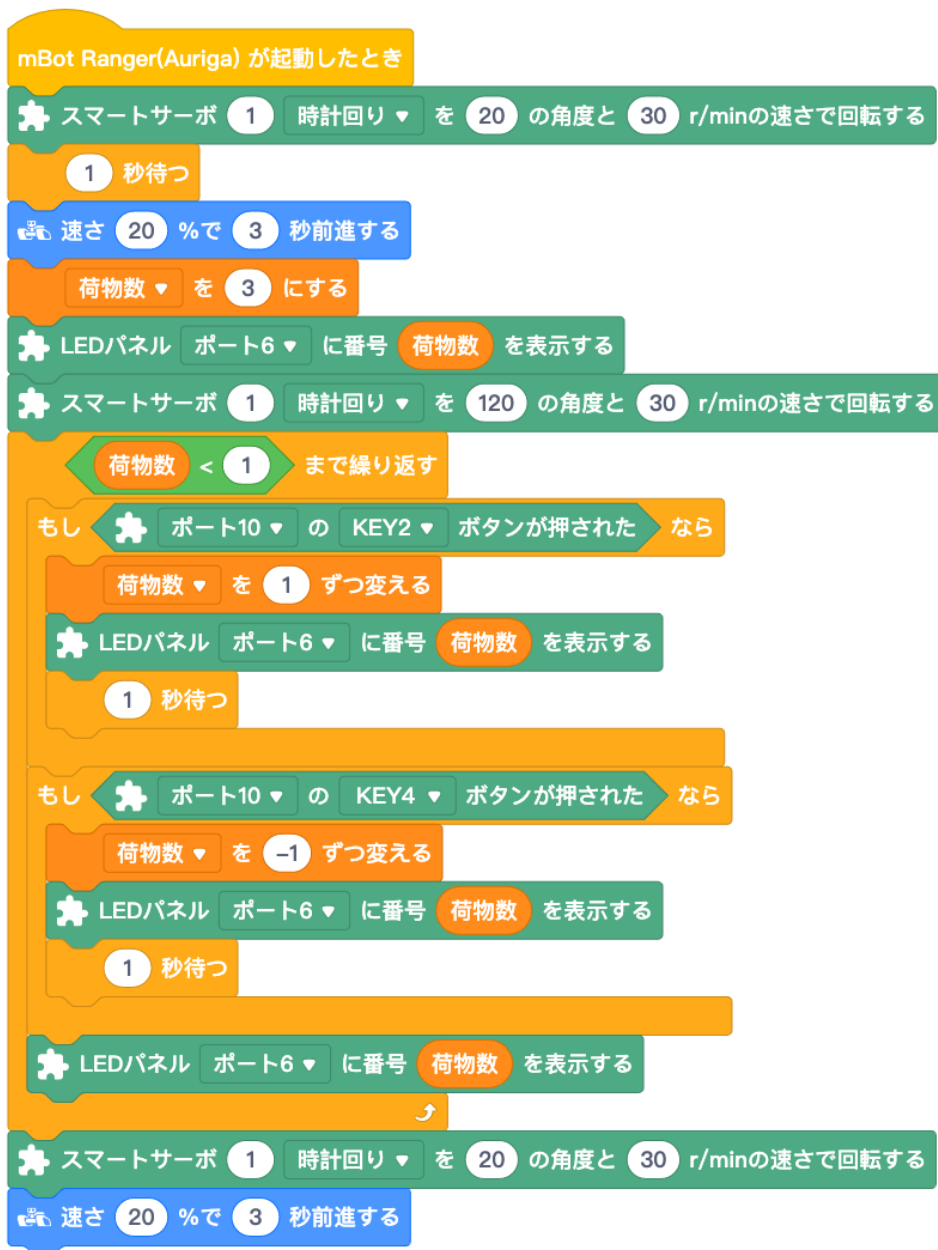 mBot Ranger(Auriga) が起動したとき
スマートサーボ 1 時計回り を 20 の角度と 30 r/minの速さで回転する
1 秒待つ
速さ 20 %で 3 秒前進する
荷物数 を 3 にする
LEDパネル ポート6 に番号 荷物数 を表示する
スマートサーボ 1 時計回り を 120 の角度と 30 r/minの速さで回転する
荷物数 < 1 まで繰り返す
もし ポート10 の KEY2 ボタンが押された なら
荷物数 を 1 ずつ変える
LEDパネル ポート6 に番号 荷物数 を表示する
1 秒待つ
もし ポート10 の KEY4 ボタンが押された なら
荷物数 を -1 ずつ変える
LEDパネル ポート6 に番号 荷物数 を表示する
1 秒待つ
LEDパネル ポート6 に番号 荷物数 を表示する
スマートサーボ 1 時計回り を 20 の角度と 30 r/minの速さで回転する
速さ 20 %で 3 秒前進する